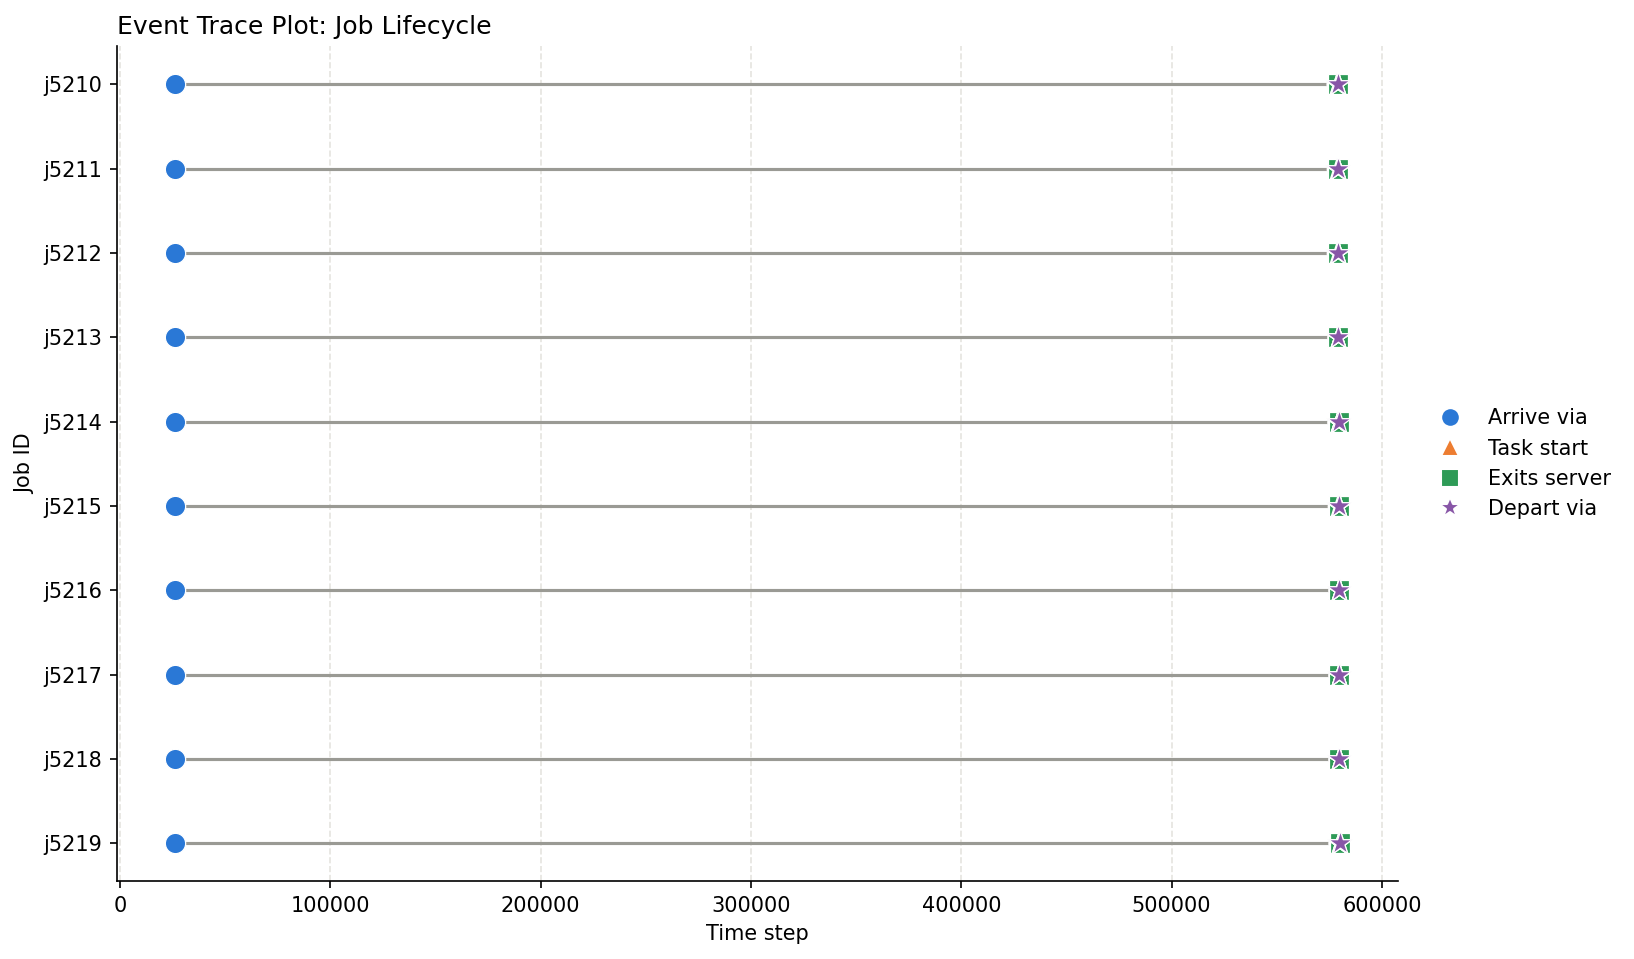 Event Trace Plot: Job Lifecycle
Job ID
j5210
j5211
j5212
j5213
j5214
j5215
j5216
j5217
j5218
j5219
0 100000 200000 300000 400000 500000 600000
Time step
Arrive via
Task start
Exits server
Depart via